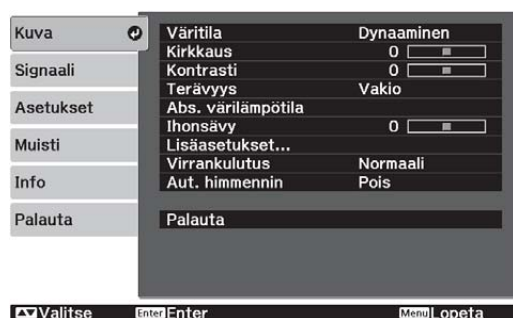 Kuva
Signaali
Asetukset
Muisti
Info
Palauta
Väritila Dynaaminen
Kirkkaus 0
Kontrasti 0
Terävyys Vakio
Abs. värilämpötila
Ihonsävy 0
Lisäasetukset...
Virrankulutus Normaali
Aut. himmennin Pois
Palauta
Valitse Enter Enter Menu Lopeta